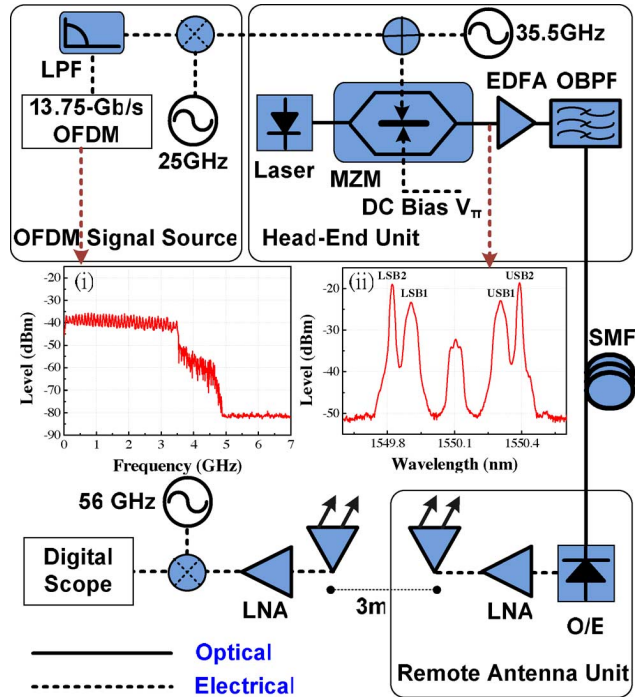 35.5GHz
LPF
EDFA OBPF
13.75-Gb/s
OFDM
25GHz
Laser
MZM
DC Bias Vπ
OFDM Signal Source
Head-End Unit
(i)
-20
-30
-40
-50
-60
-70
-80
-90
Level (dBm)
0 1 2 3 4 5 6 7
Frequency (GHz)
(ii)
LSB2
LSB1
USB2
USB1
-20
-30
-40
-50
Level (dBm)
1549.8 1550.1 1550.4
Wavelength (nm)
SMF
56 GHz
Digital
Scope
LNA
3m
LNA
O/E
Remote Antenna Unit
Optical
Electrical